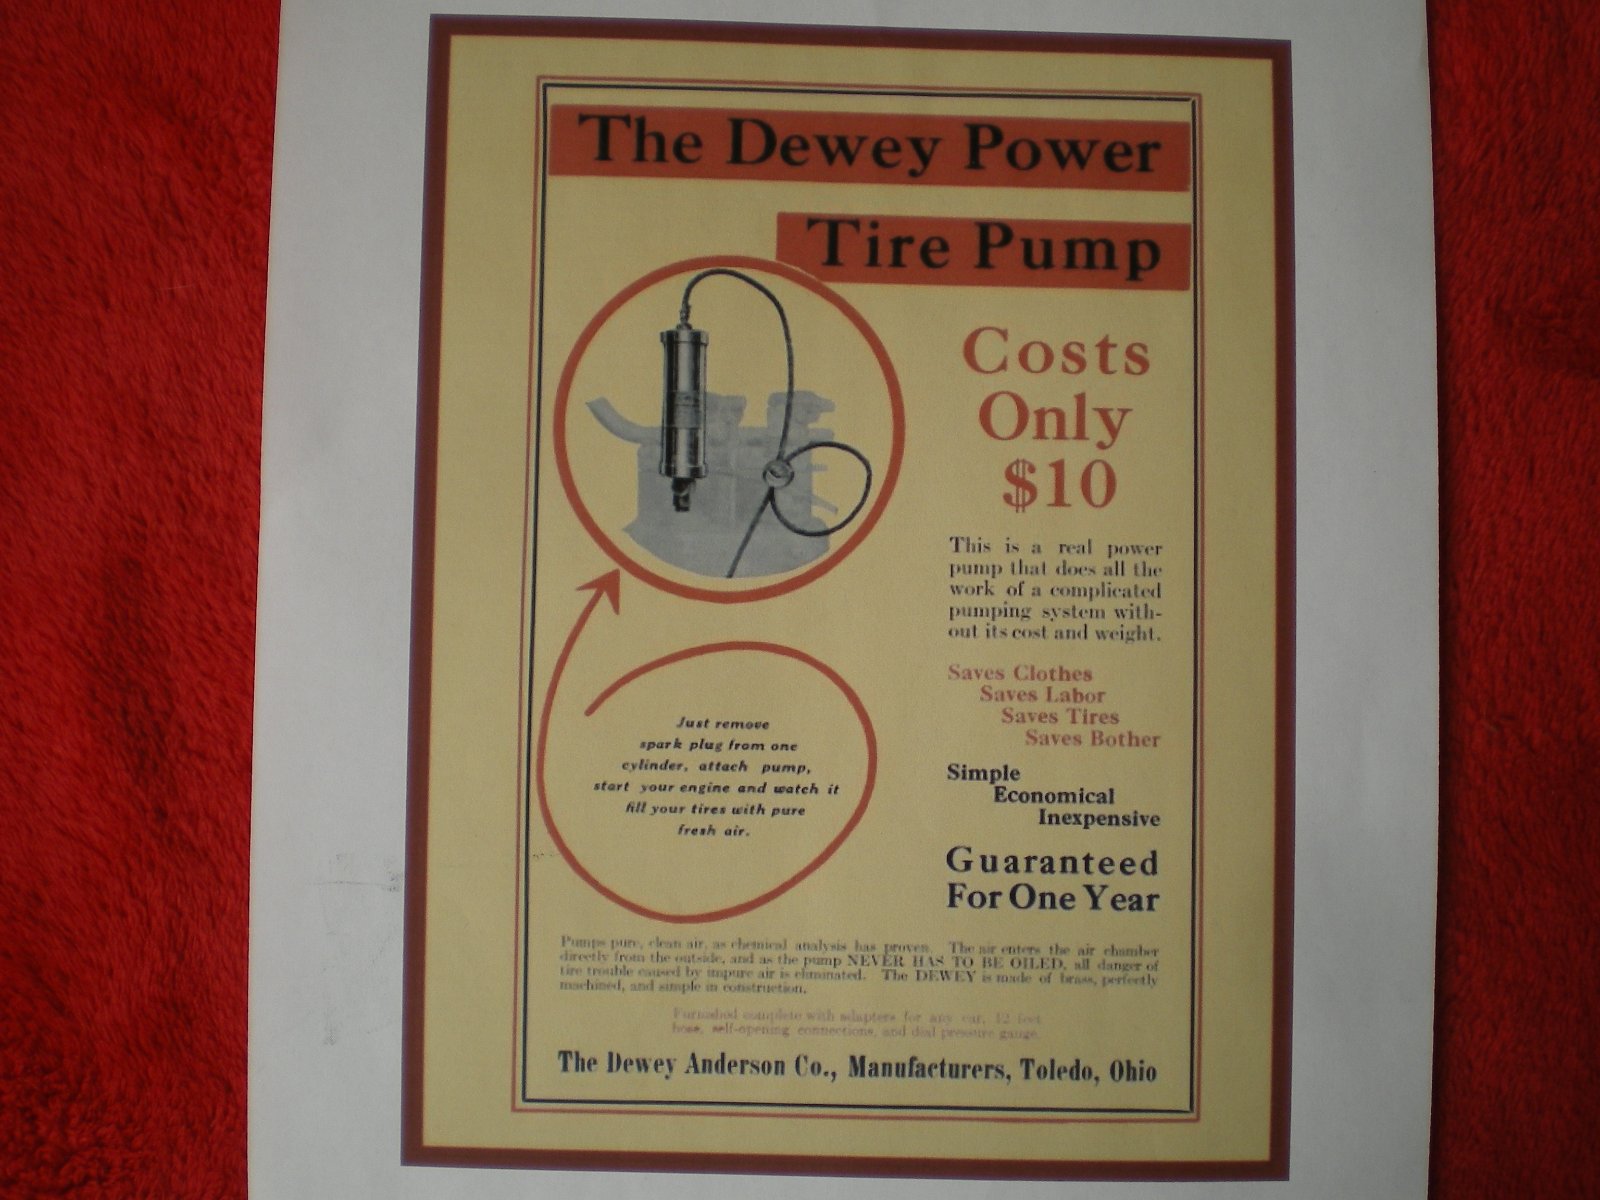 The Dewey Power
Tire Pump
Costs
Only
$10
This is a real power
pump that does all the
work of a complicated
pumping system with-
out its cost and weight.
Saves Clothes
Saves Labor
Saves Tires
Saves Bother
Simple
Economical
Inexpensive
Guaranteed
For One Year
Just remove
spark plug from one
cylinder, attach pump,
start your engine and watch it
fill your tires with pure
fresh air.
Pumps pure, clean air, as chemical analysis has proven. The air enters the air chamber
directly from the outside, and as the pump NEVER HAS TO BE OILED, all danger of
tire trouble caused by impure air is eliminated. The DEWEY is made of brass, perfectly
machined, and simple in construction.
Furnished complete with adapters for any car, 12 feet
hose, self-opening connections, and dial pressure gauge.
The Dewey Anderson Co., Manufacturers, Toledo, Ohio